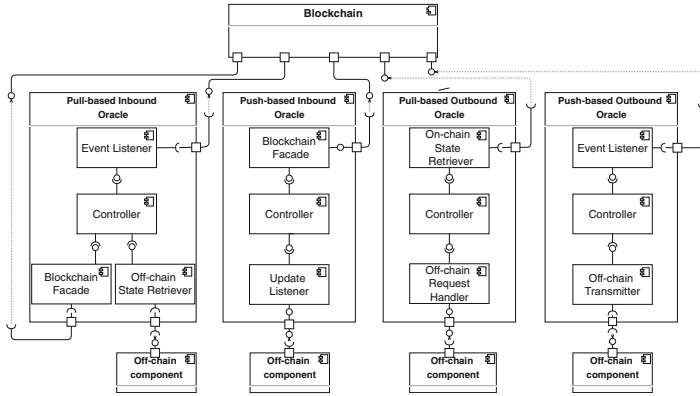 Blockchain
Pull-based Inbound
Oracle
Event Listener
Controller
Blockchain
Facade
Off-chain
State Retriever
Off-chain
component
Push-based Inbound
Oracle
Blockchain
Facade
Controller
Update
Listener
Off-chain
component
Pull-based Outbound
Oracle
On-chain
State
Retriever
Controller
Off-chain
Request
Handler
Off-chain
component
Push-based Outbound
Oracle
Event Listener
Controller
Off-chain
Transmitter
Off-chain
component